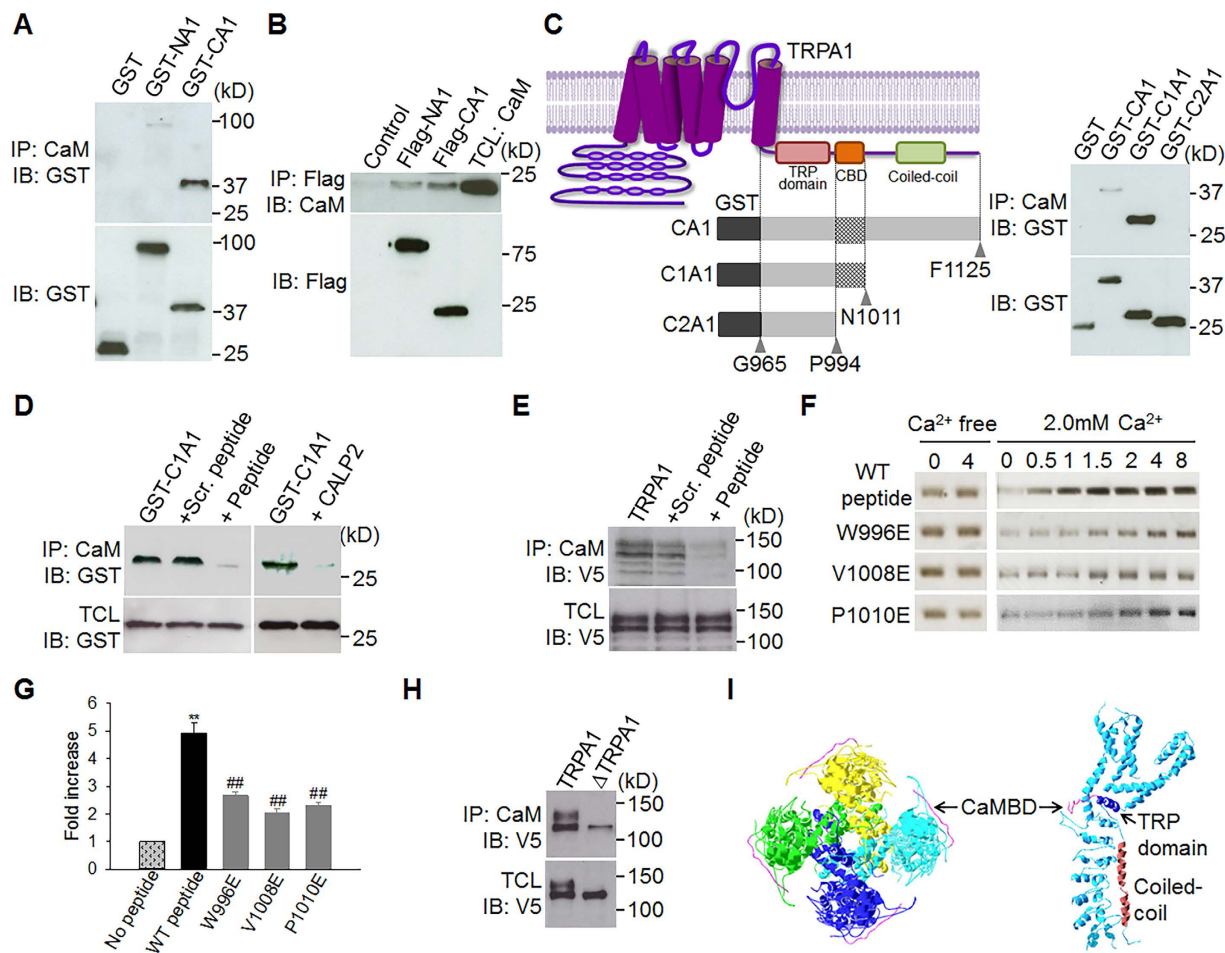 A
GST
GST-NA1
GST-CA1
(kD)
IP: CaM
IB: GST
100
37
25
IB: GST
100
37
25
B
Control
Flag-NA1
Flag-CA1
TCL: CaM
(kD)
IP: Flag
IB: CaM
25
IB: Flag
75
25
C
TRPA1
TRP
domain
CBD
Coiled-coil
GST
CA1
C1A1
C2A1
F1125
N1011
G965
P994
GST
GST-CA1
GST-C1A1
GST-C2A1
(kD)
IP: CaM
IB: GST
37
25
IB: GST
37
25
D
GST-C1A1
+Scr. peptide
+ Peptide
GST-C1A1
+ CALP2
(kD)
IP: CaM
IB: GST
25
TCL
IB: GST
25
E
TRPA1
+Scr. peptide
+ Peptide
(kD)
IP: CaM
IB: V5
150
100
TCL
IB: V5
150
100
F
Ca2+ free
2.0mM Ca2+
0 4
0 0.5 1 1.5 2 4 8
WT
peptide
W996E
V1008E
P1010E
G
Fold increase
6
5
4
3
2
1
0
**
##
##
##
No peptide
WT peptide
W996E
V1008E
P1010E
H
TRPA1
ΔTRPA1
(kD)
IP: CaM
IB: V5
150
100
TCL
IB: V5
150
100
I
CaMBD
TRP
domain
Coiled-
coil